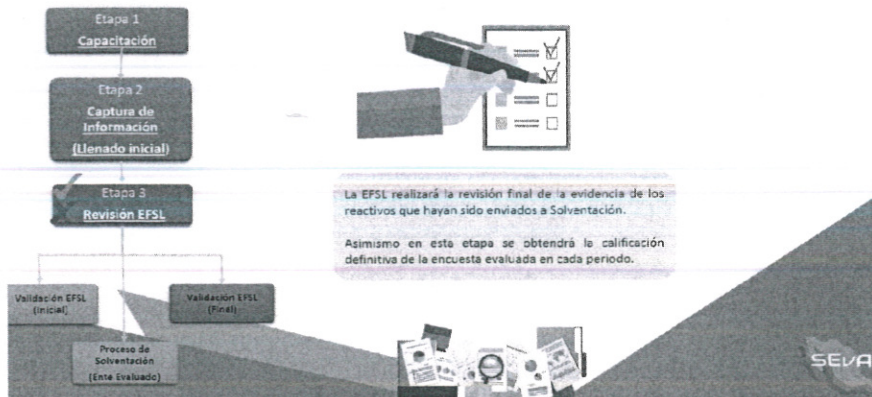 Etapa 1
Capacitación
Etapa 2
Captura de
Información
(Llenado inicial)
Etapa 3
Revisión EFSL
Validación EFSL
(Inicial)
Validación EFSL
(Final)
Proceso de
Solventación
(Ente Evaluado)
La EFSL realizará la revisión final de la evidencia de los
reactivos que hayan sido enviados a Solventación.
Asimismo en esta etapa se obtendrá la calificación
definitiva de la encuesta evaluada en cada periodo.
SEvA